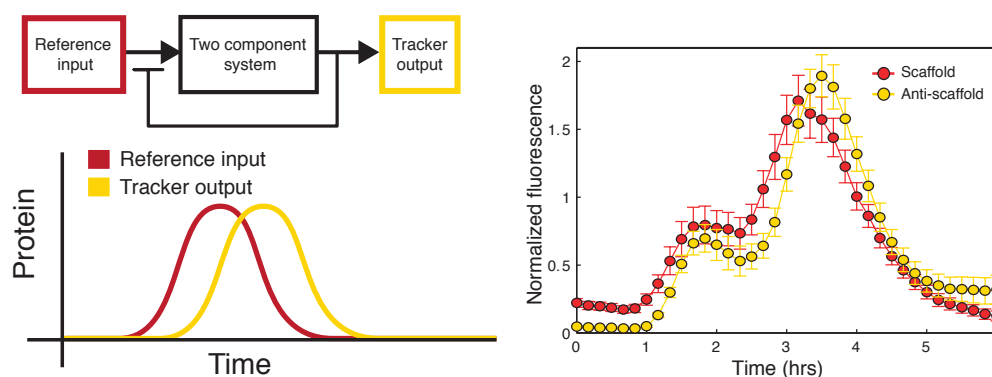 Reference input
Two component system
Tracker output
Reference input
Tracker output
Protein
Time
Scaffold
Anti-scaffold
Normalized fluorescence
2
1.5
1
0.5
0
0 1 2 3 4 5
Time (hrs)